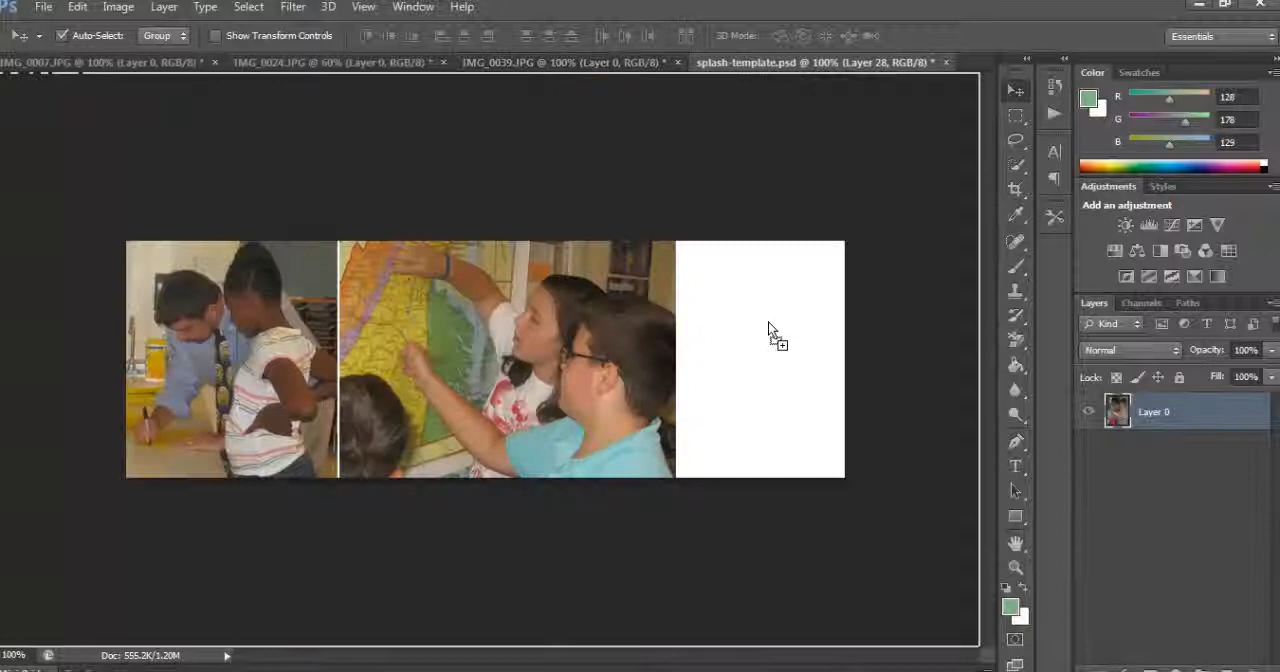 Ps File Edit Image Layer Type Select Filter 3D View Window Help
Auto-Select: Group Show Transform Controls 3D Mode: Essentials
IMG_0007.JPG @ 100% (Layer 0, RGB/8) * × IMG_0024.JPG @ 60% (Layer 0, RGB/8) * × IMG_0039.JPG @ 100% (Layer 0, RGB/8) * × splash-template.psd @ 100% (Layer 28, RGB/8) * ×
Color Swatches
R 128
G 178
B 129
Adjustments Styles
Add an adjustment
Layers Channels Paths
Kind
Normal Opacity: 100%
Lock: Fill: 100%
Layer 0
100% Doc: 555.2K/1.20M